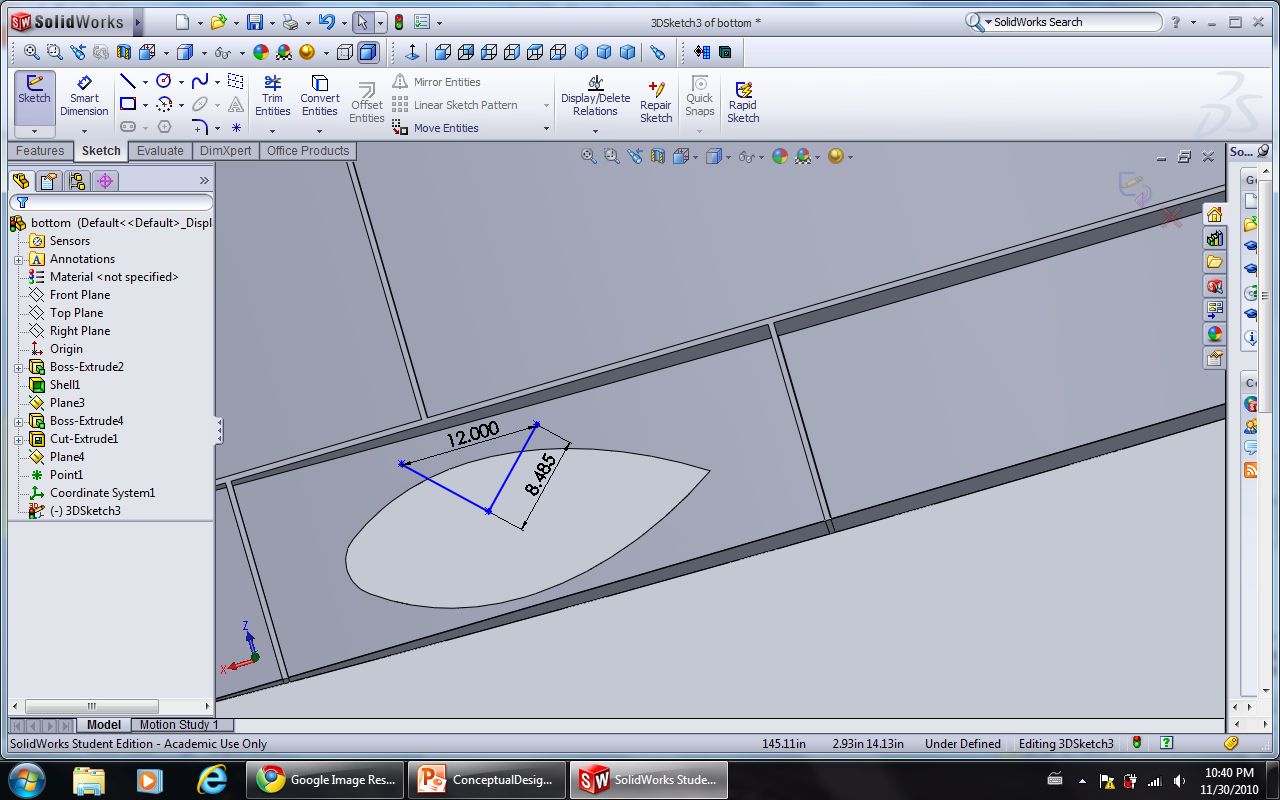 SolidWorks
3DSketch3 of bottom *
SolidWorks Search
Sketch
Smart Dimension
Trim Entities
Convert Entities
Offset Entities
Mirror Entities
Linear Sketch Pattern
Move Entities
Display/Delete Relations
Repair Sketch
Quick Snaps
Rapid Sketch
Features
Sketch
Evaluate
DimXpert
Office Products
So...
bottom (Default<<Default>_Displ
Sensors
Annotations
Material <not specified>
Front Plane
Top Plane
Right Plane
Origin
Boss-Extrude2
Shell1
Plane3
Boss-Extrude4
Cut-Extrude1
Plane4
Point1
Coordinate System1
(-) 3DSketch3
12.000
8.485
Z
X
Model
Motion Study 1
SolidWorks Student Edition - Academic Use Only
145.11in
2.93in 14.13in
Under Defined
Editing 3DSketch3
Google Image Res...
ConceptualDesig...
SolidWorks Stude...
10:40 PM
11/30/2010